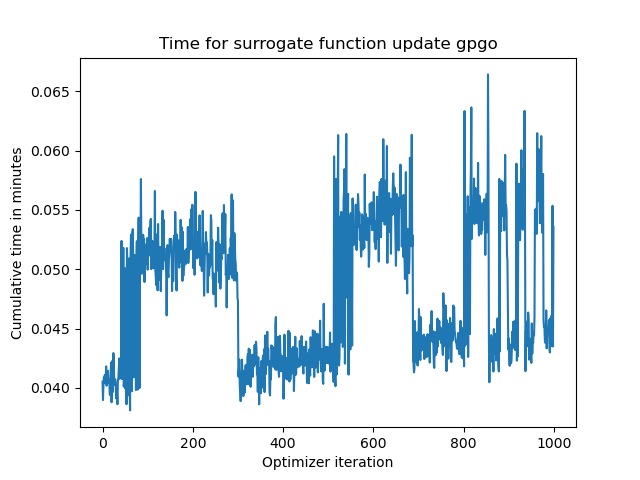 Time for surrogate function update gpgo
0.065
0.060
0.055
0.050
0.045
0.040
Cumulative time in minutes
0 200 400 600 800 1000
Optimizer iteration